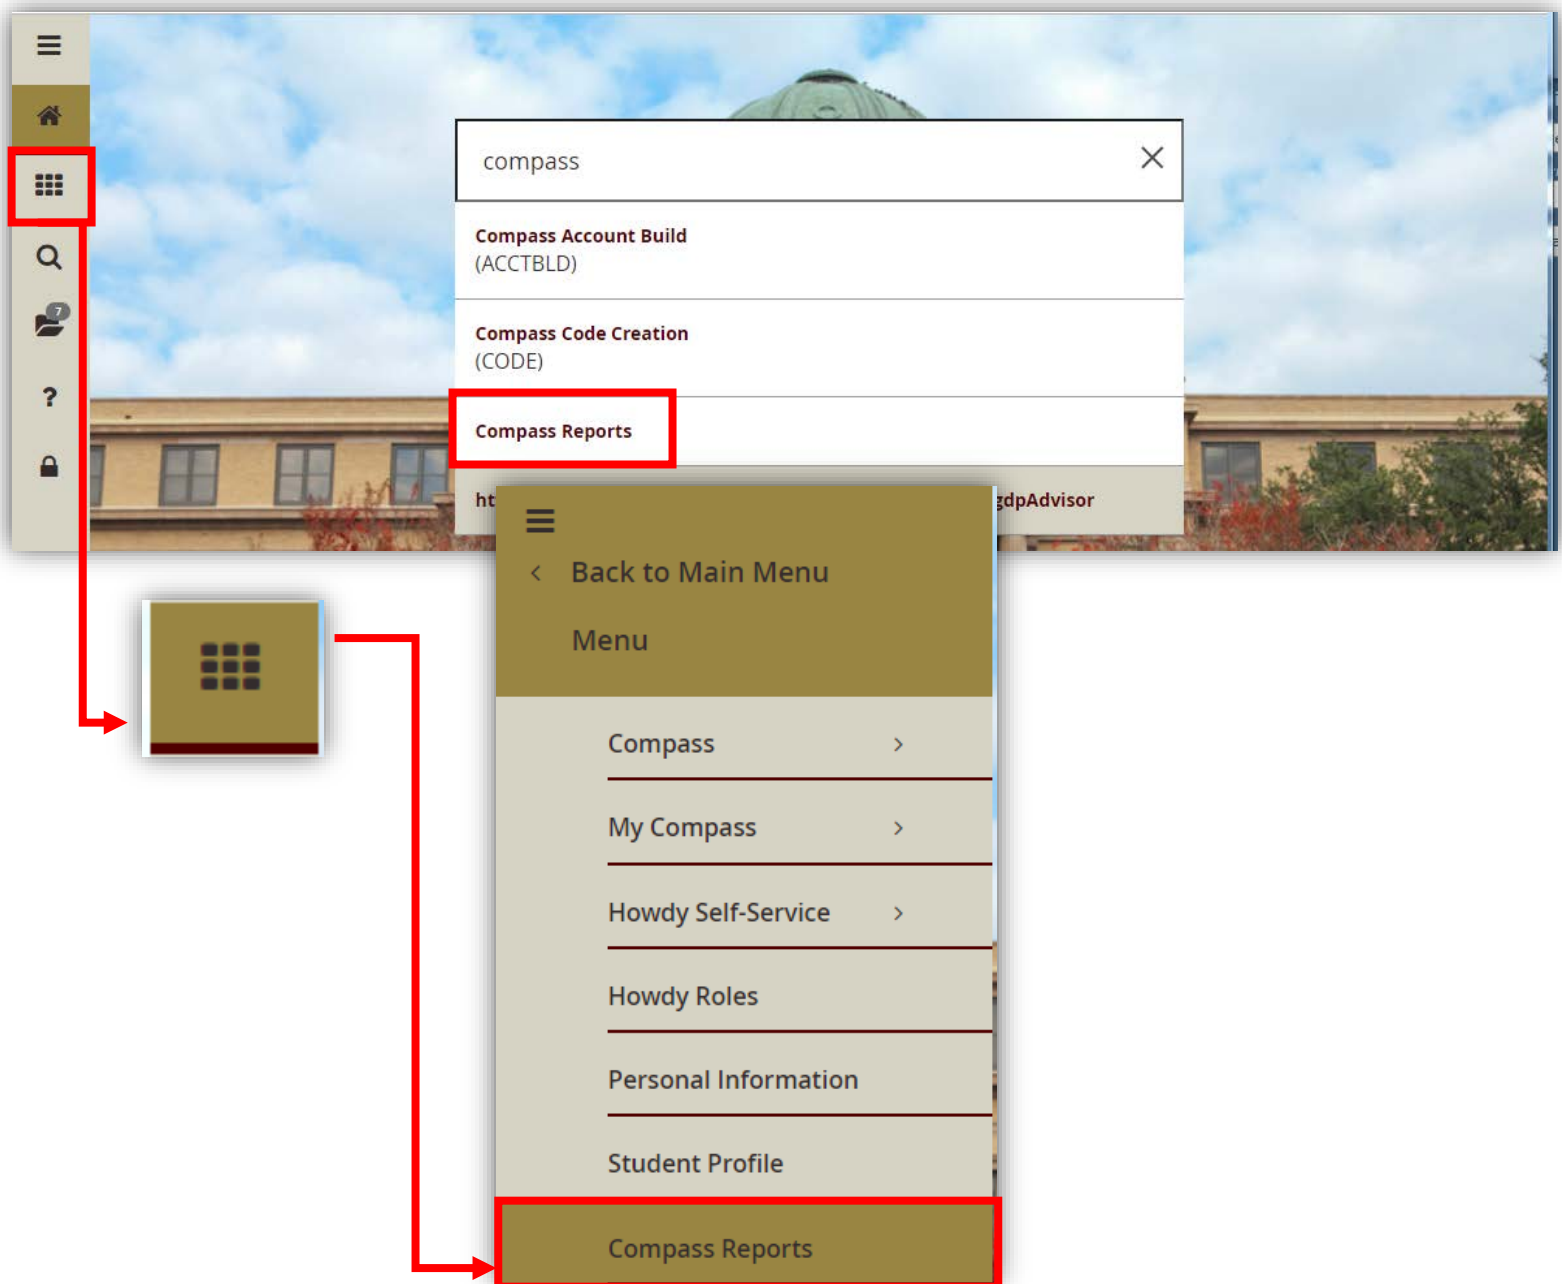 compass
Compass Account Build
(ACCTBLD)
Compass Code Creation
(CODE)
Compass Reports
ht
gdpAdvisor
7
?
Back to Main Menu
Menu
Compass
My Compass
Howdy Self-Service
Howdy Roles
Personal Information
Student Profile
Compass Reports